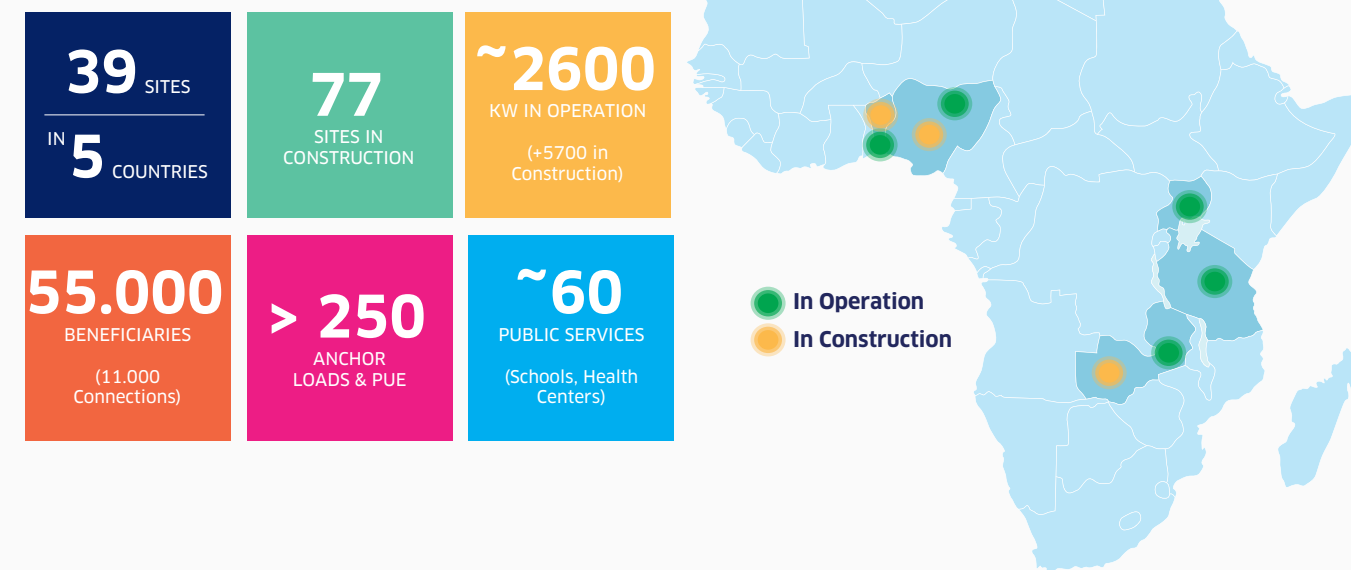 39 SITES
IN 5 COUNTRIES
77
SITES IN
CONSTRUCTION
~2600
KW IN OPERATION
(+5700 in
Construction)
55.000
BENEFICIARIES
(11.000
Connections)
> 250
ANCHOR
LOADS & PUE
~60
PUBLIC SERVICES
(Schools, Health
Centers)
In Operation
In Construction